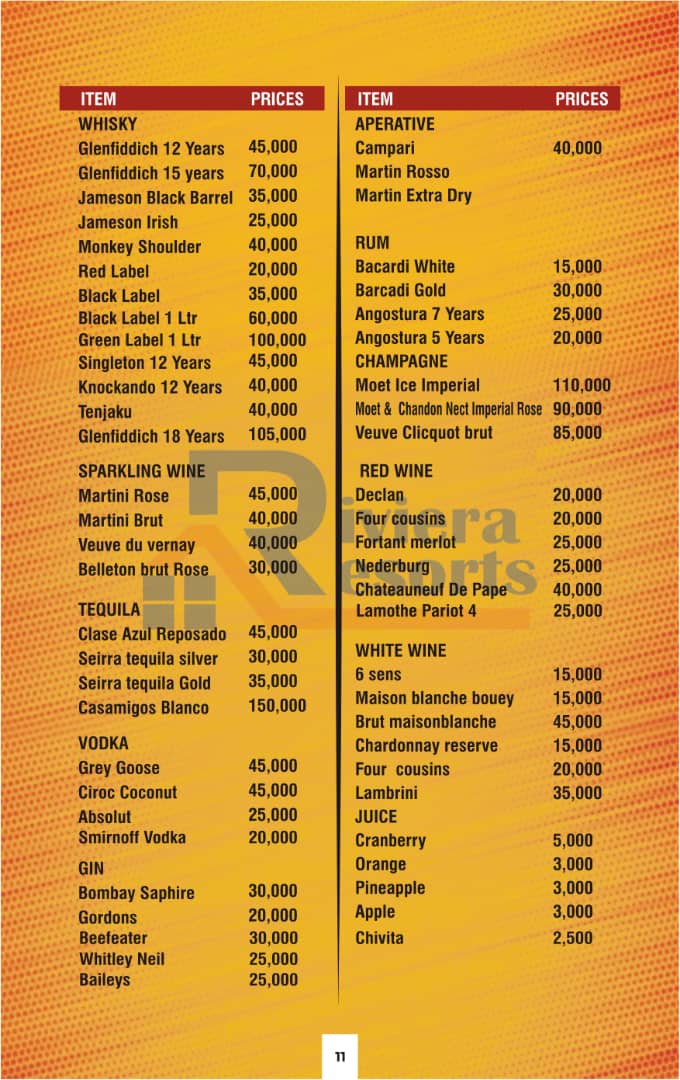 ITEM PRICES
WHISKY
Glenfiddich 12 Years 45,000
Glenfiddich 15 years 70,000
Jameson Black Barrel 35,000
Jameson Irish 25,000
Monkey Shoulder 40,000
Red Label 20,000
Black Label 35,000
Black Label 1 Ltr 60,000
Green Label 1 Ltr 100,000
Singleton 12 Years 45,000
Knockando 12 Years 40,000
Tenjaku 40,000
Glenfiddich 18 Years 105,000
SPARKLING WINE
Martini Rose 45,000
Martini Brut 40,000
Veuve du vernay 40,000
Belleton brut Rose 30,000
TEQUILA
Clase Azul Reposado 45,000
Seirra tequila silver 30,000
Seirra tequila Gold 35,000
Casamigos Blanco 150,000
VODKA
Grey Goose 45,000
Ciroc Coconut 45,000
Absolut 25,000
Smirnoff Vodka 20,000
GIN
Bombay Saphire 30,000
Gordons 20,000
Beefeater 30,000
Whitley Neil 25,000
Baileys 25,000
ITEM PRICES
APERATIVE
Campari 40,000
Martin Rosso
Martin Extra Dry
RUM
Bacardi White 15,000
Barcadi Gold 30,000
Angostura 7 Years 25,000
Angostura 5 Years 20,000
CHAMPAGNE
Moet Ice Imperial 110,000
Moet & Chandon Nect Imperial Rose 90,000
Veuve Clicquot brut 85,000
RED WINE
Declan 20,000
Four cousins 20,000
Fortant merlot 25,000
Nederburg 25,000
Chateauneuf De Pape 40,000
Lamothe Pariot 4 25,000
WHITE WINE
6 sens 15,000
Maison blanche bouey 15,000
Brut maisonblanche 45,000
Chardonnay reserve 15,000
Four cousins 20,000
Lambrini 35,000
JUICE
Cranberry 5,000
Orange 3,000
Pineapple 3,000
Apple 3,000
Chivita 2,500
Riviera
Resorts
11